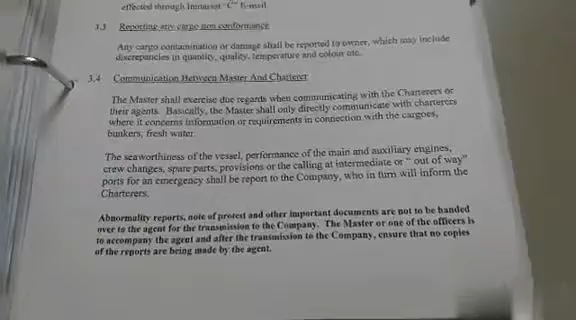 effected through Inmarsat "C" E-mail
3.3 Reporting any cargo non conformance
Any cargo contamination or damage shall be reported to owner, which may include
discrepancies in quantity, quality, temperature and colour etc.
3.4 Communication Between Master And Charterer
The Master shall exercise due regards when communicating with the Charterers or
their agents. Basically, the Master shall only directly communicate with charterers
where it concerns information or requirements in connection with the cargoes,
bunkers, fresh water.
The seaworthiness of the vessel, performance of the main and auxiliary engines,
crew changes, spare parts, provisions or the calling at intermediate or " out of way"
ports for an emergency shall be report to the Company, who in turn will inform the
Charterers.
Abnormality reports, note of protest and other important documents are not to be handed
over to the agent for the transmission to the Company. The Master or one of the officers is
to accompany the agent and after the transmission to the Company, ensure that no copies
of the reports are being made by the agent.